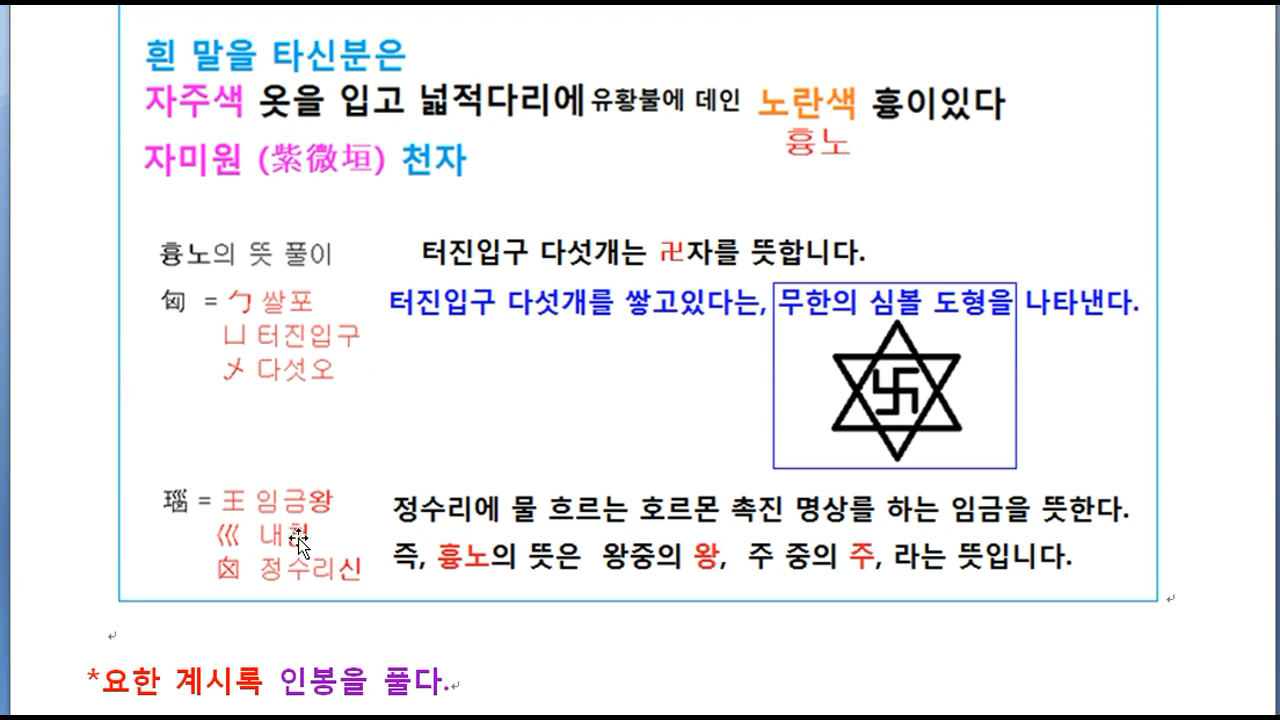 흰 말을 타신분은
자주색 옷을 입고 넓적다리에 유황불에 데인 노란색 흉이있다
흉노
자미원 (紫微垣) 천자
흉노의 뜻 풀이 터진입구 다섯개는 卍자를 뜻합니다.
匈 = 勹 쌀포 터진입구 다섯개를 쌓고있다는, 무한의 심볼 도형을 나타낸다.
凵 터진입구
㐅 다섯오
卐
瑙 = 王 임금왕 정수리에 물 흐르는 호르몬 촉진 명상를 하는 임금을 뜻한다.
巛 내천
囟 정수리신 즉, 흉노의 뜻은 왕중의 왕, 주 중의 주, 라는 뜻입니다.
*요한 계시록 인봉을 풀다.